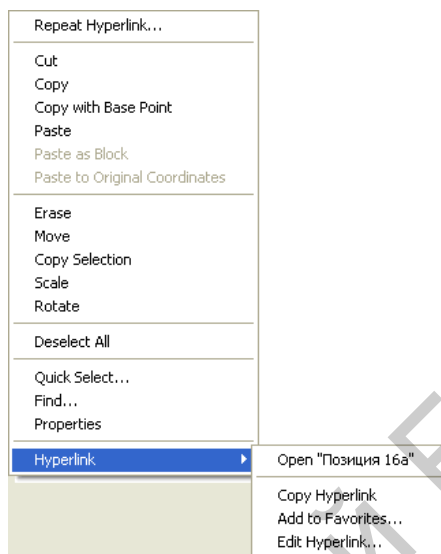 Repeat Hyperlink...
Cut
Copy
Copy with Base Point
Paste
Paste as Block
Paste to Original Coordinates
Erase
Move
Copy Selection
Scale
Rotate
Deselect All
Quick Select...
Find...
Properties
Hyperlink
Open "Позиция 16а"
Copy Hyperlink
Add to Favorites...
Edit Hyperlink...